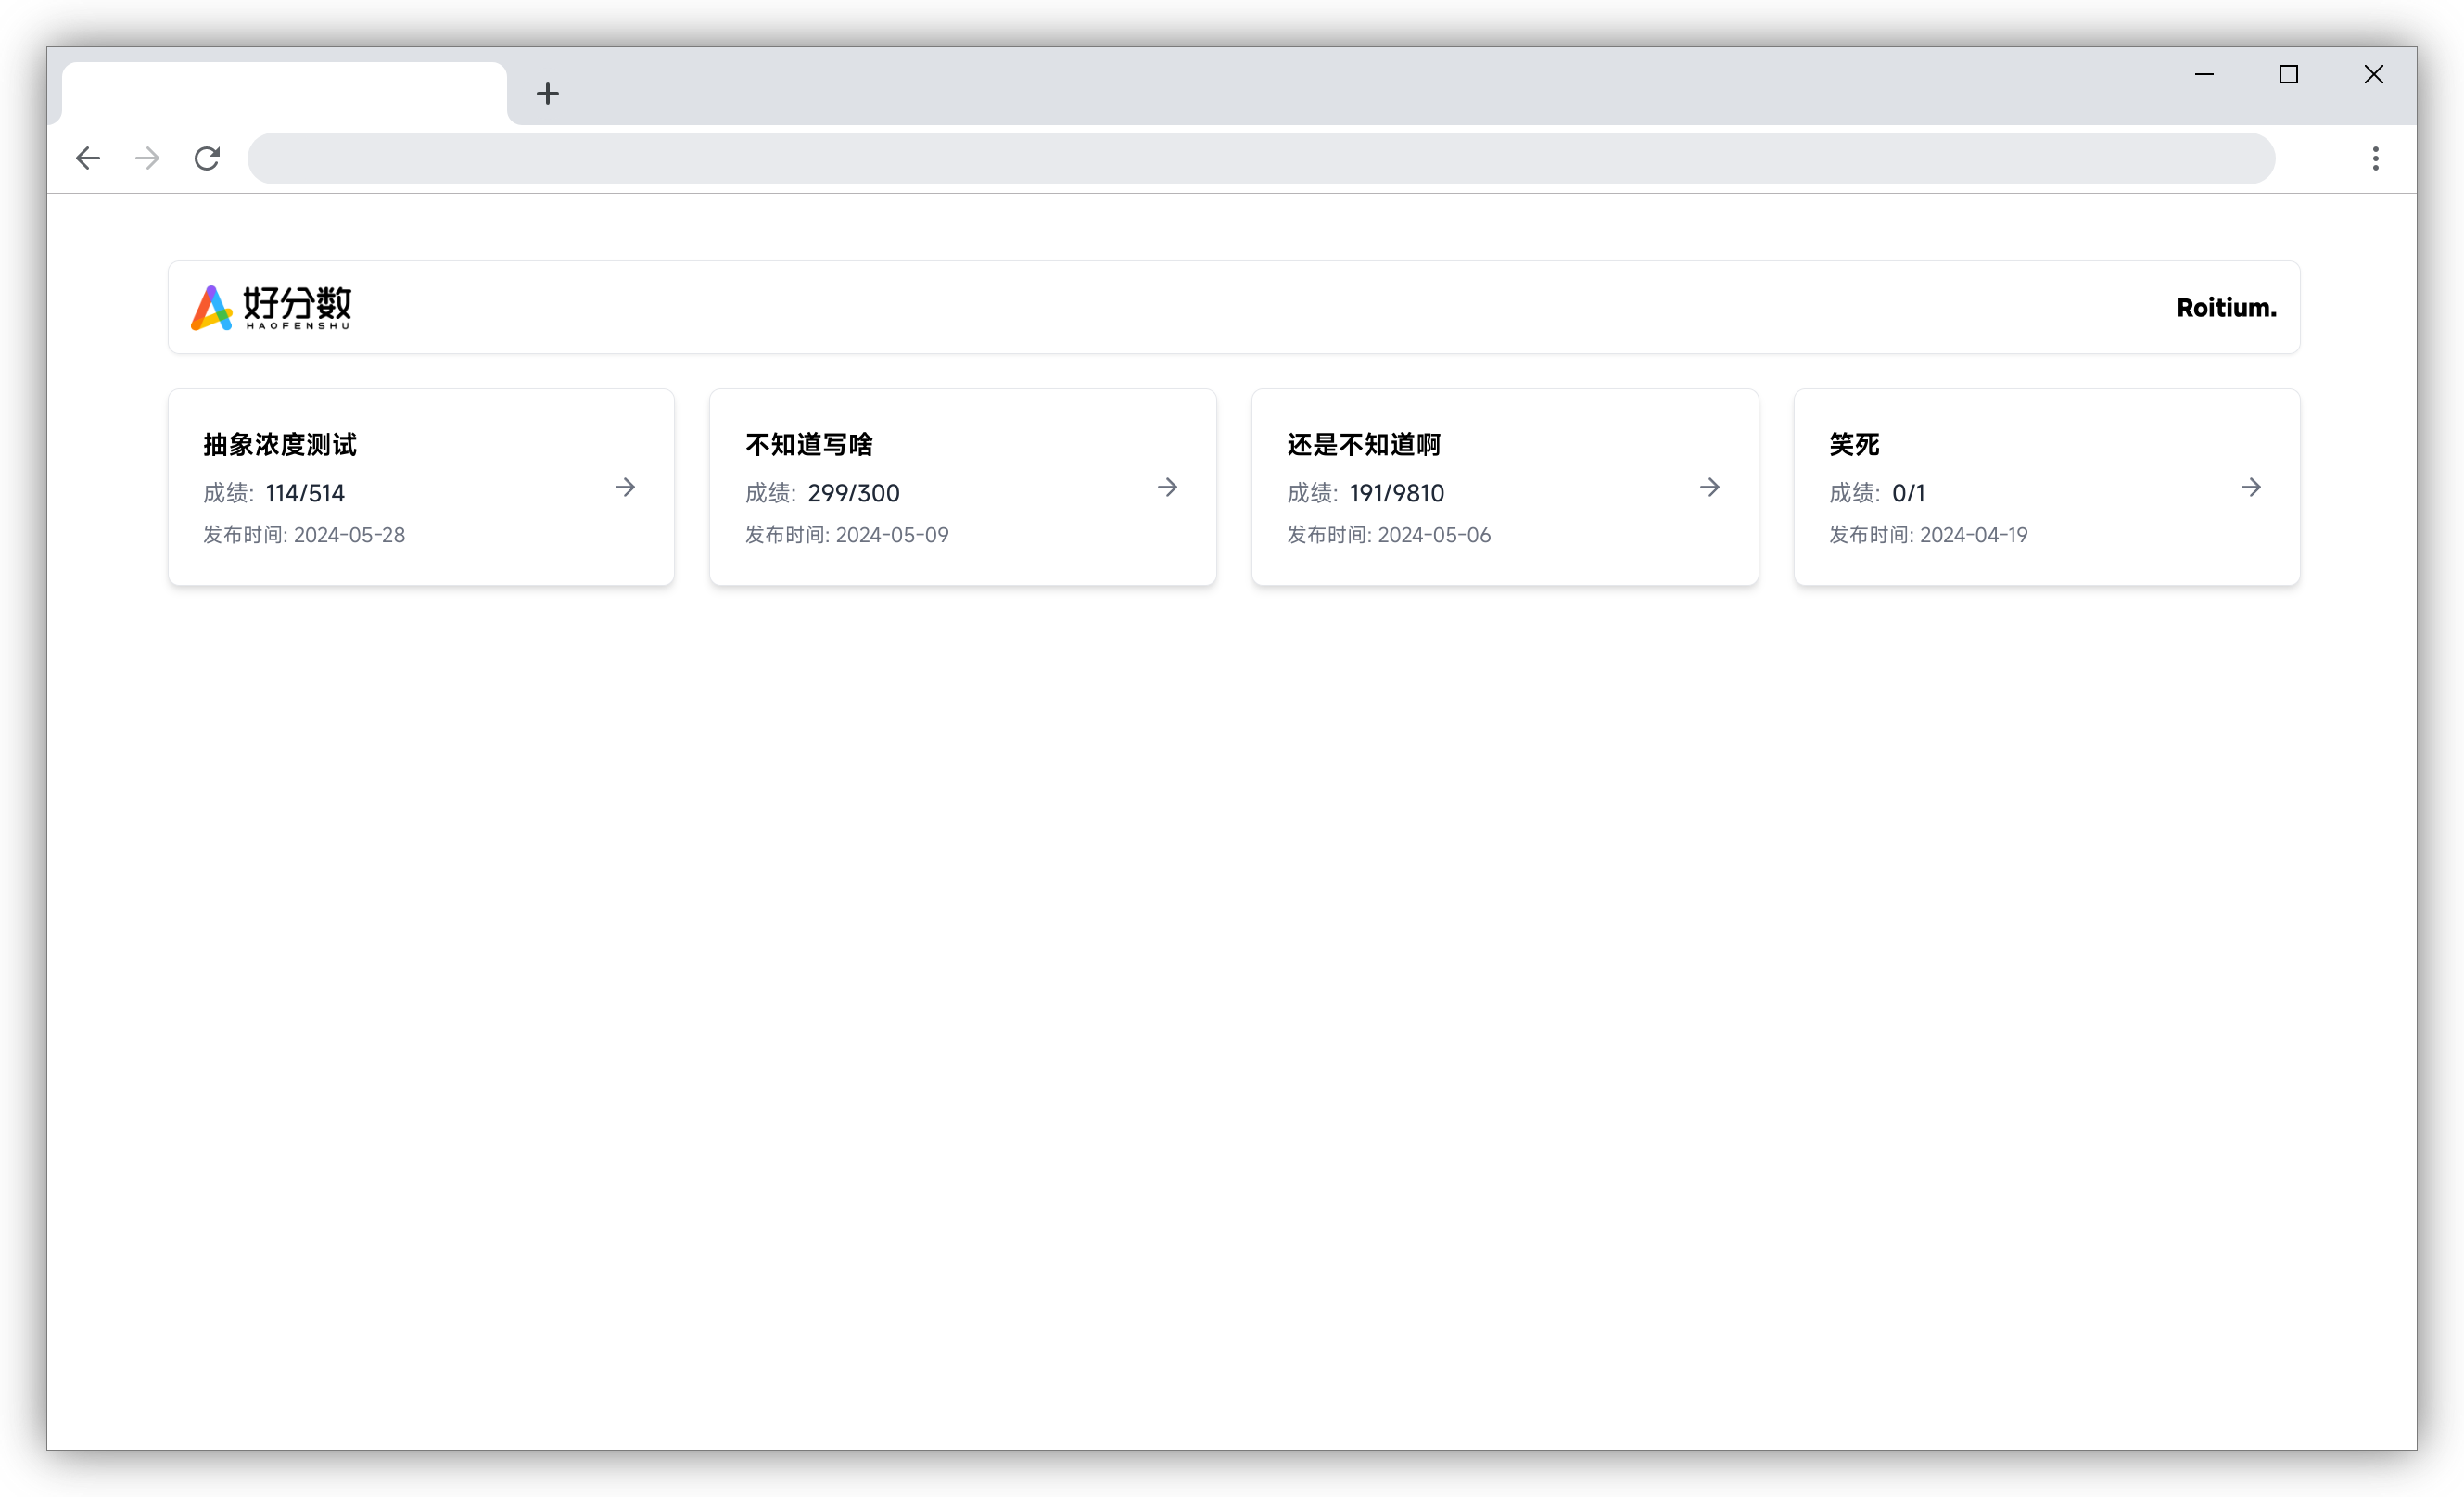 好分数
HAOFENSHU
Roitium.
抽象浓度测试
成绩: 114/514
发布时间: 2024-05-28
不知道写啥
成绩: 299/300
发布时间: 2024-05-09
还是不知道啊
成绩: 191/9810
发布时间: 2024-05-06
笑死
成绩: 0/1
发布时间: 2024-04-19